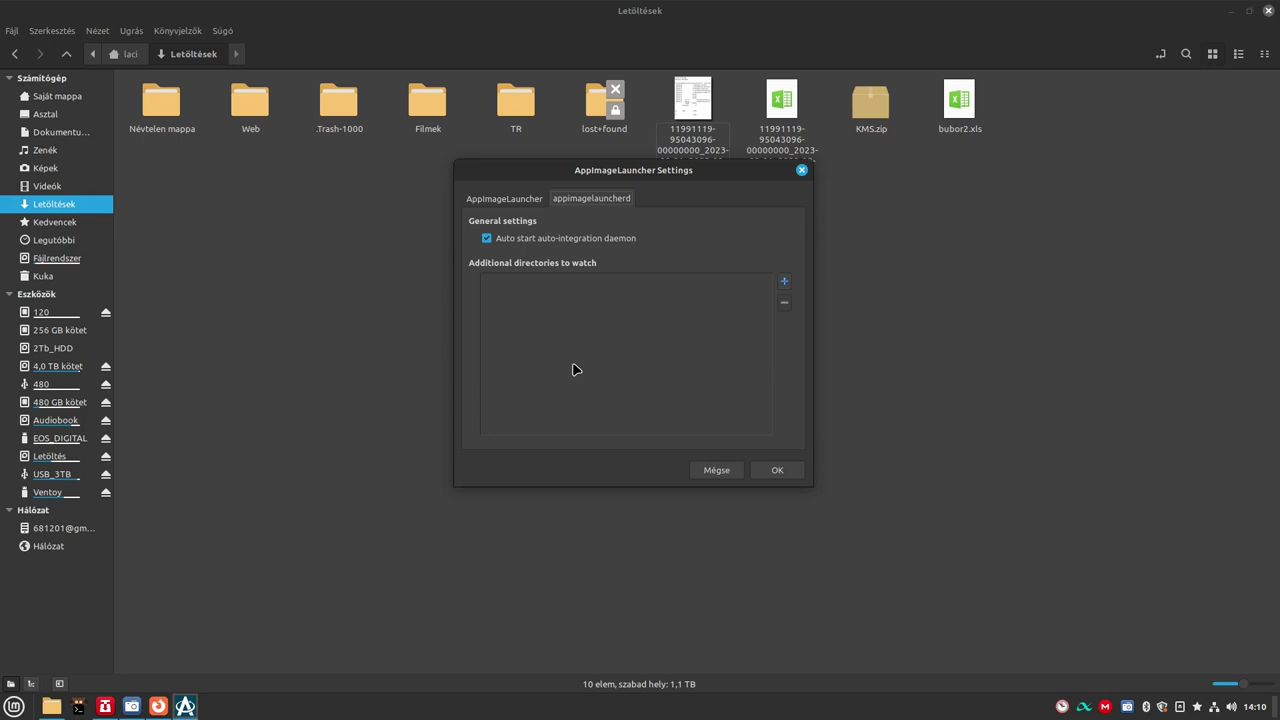 Letöltések
Fájl Szerkesztés Nézet Ugrás Könyvjelzők Súgó
laci Letöltések
Számítógép
Saját mappa
Asztal
Dokumentu...
Zenék
Képek
Videók
Letöltések
Kedvencek
Legutóbbi
Fájlrendszer
Kuka
Eszközök
120
256 GB kötet
2Tb_HDD
4,0 TB kötet
480
480 GB kötet
Audiobook
EOS_DIGITAL
Letöltés
USB_3TB
Ventoy
Hálózat
681201@gm...
Hálózat
Névtelen mappa
Web
.Trash-1000
Filmek
TR
lost+found
11991119-
95043096-
00000000_2023-
11991119-
95043096-
00000000_2023-
KMS.zip
bubor2.xls
AppImageLauncher Settings
AppImageLauncher appimagelauncherd
General settings
Auto start auto-integration daemon
Additional directories to watch
Mégse OK
10 elem, szabad hely: 1,1 TB
14:10